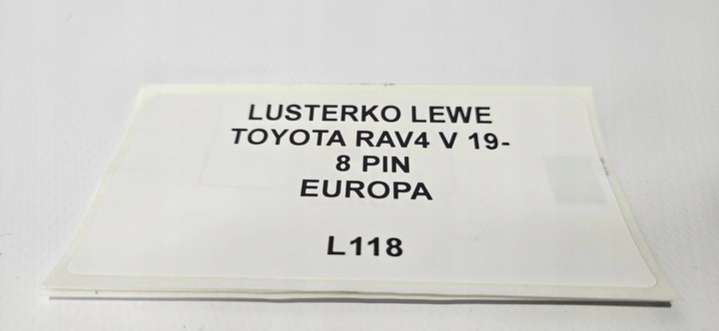 LUSTERKO LEWE
TOYOTA RAV4 V 19-
8 PIN
EUROPA
L118